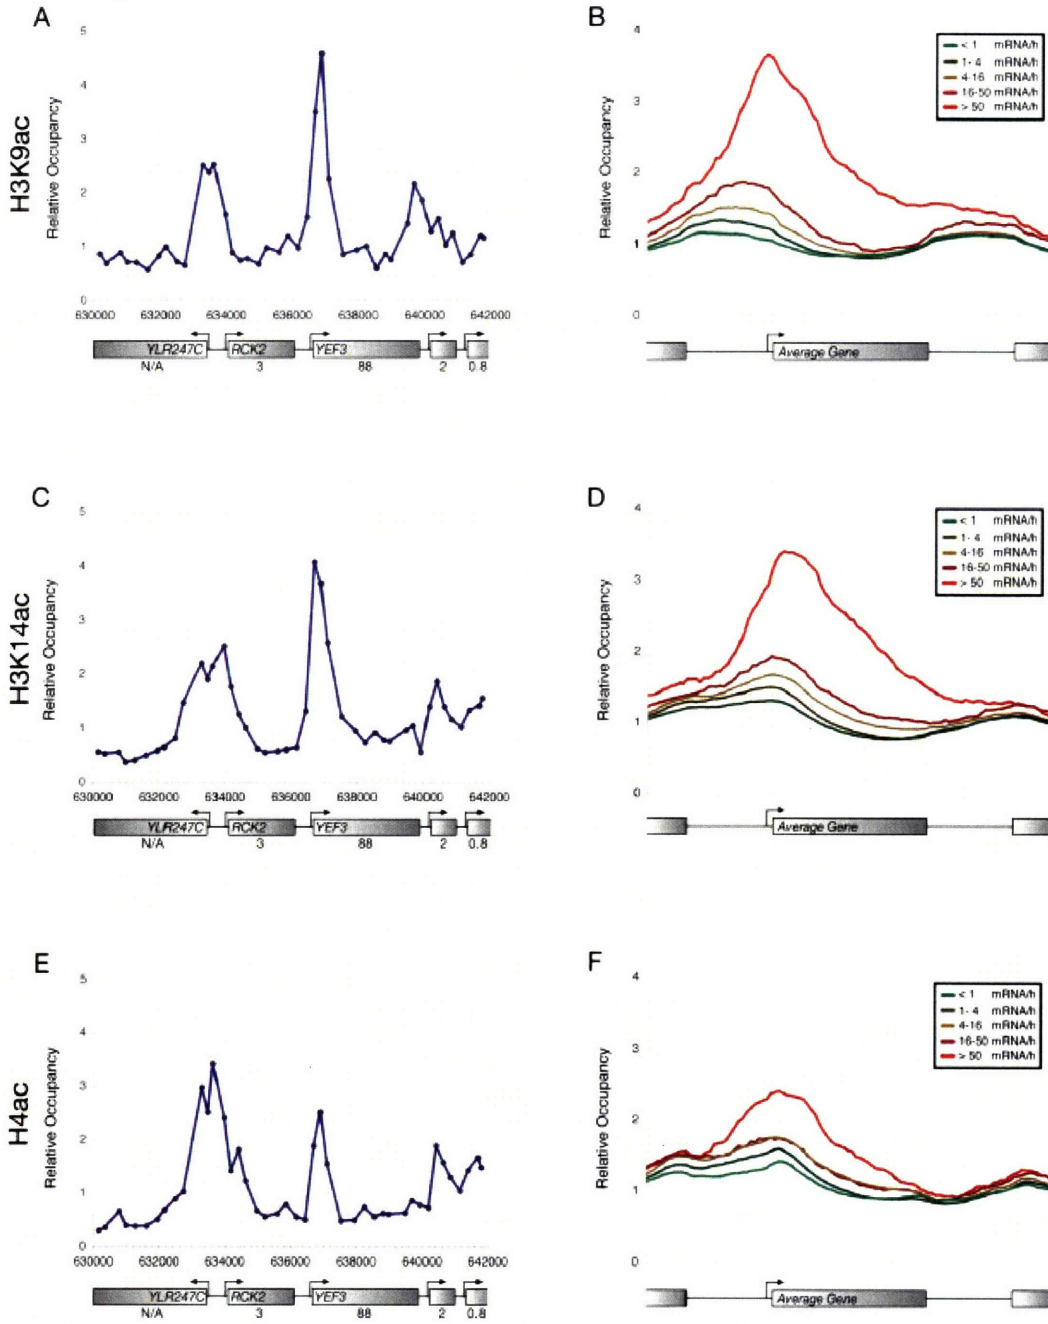 A
H3K9ac
Relative Occupancy
5
4
3
2
1
0
630000 632000 634000 636000 638000 640000 642000
YLR247C RCK2 YEF3
N/A 3 88 2 0.8
B
Relative Occupancy
4
3
2
1
0
< 1 mRNA/h
1- 4 mRNA/h
4-16 mRNA/h
16-50 mRNA/h
> 50 mRNA/h
Average Gene
C
H3K14ac
Relative Occupancy
5
4
3
2
1
0
630000 632000 634000 636000 638000 640000 642000
YLR247C RCK2 YEF3
N/A 3 88 2 0.8
D
Relative Occupancy
4
3
2
1
0
< 1 mRNA/h
1- 4 mRNA/h
4-16 mRNA/h
16-50 mRNA/h
> 50 mRNA/h
Average Gene
E
H4ac
Relative Occupancy
5
4
3
2
1
0
630000 632000 634000 636000 638000 640000 642000
YLR247C RCK2 YEF3
N/A 3 88 2 0.8
F
Relative Occupancy
4
3
2
1
0
< 1 mRNA/h
1- 4 mRNA/h
4-16 mRNA/h
16-50 mRNA/h
> 50 mRNA/h
Average Gene